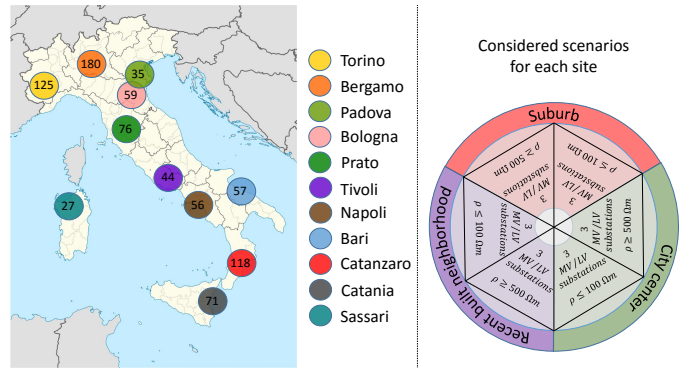 180
35
125
59
76
44
57
56
27
118
71
Torino
Bergamo
Padova
Bologna
Prato
Tivoli
Napoli
Bari
Catanzaro
Catania
Sassari
Considered scenarios
for each site
Suburb
City center
Recent built neighborhood
ρ ≥ 500 Ωm
3
MV/LV
substations
ρ ≤ 100 Ωm
3
MV/LV
substations
ρ ≥ 500 Ωm
3
MV/LV
substations
ρ ≤ 100 Ωm
3
MV/LV
substations
ρ ≥ 500 Ωm
3
MV/LV
substations
ρ ≤ 100 Ωm
3
MV/LV
substations